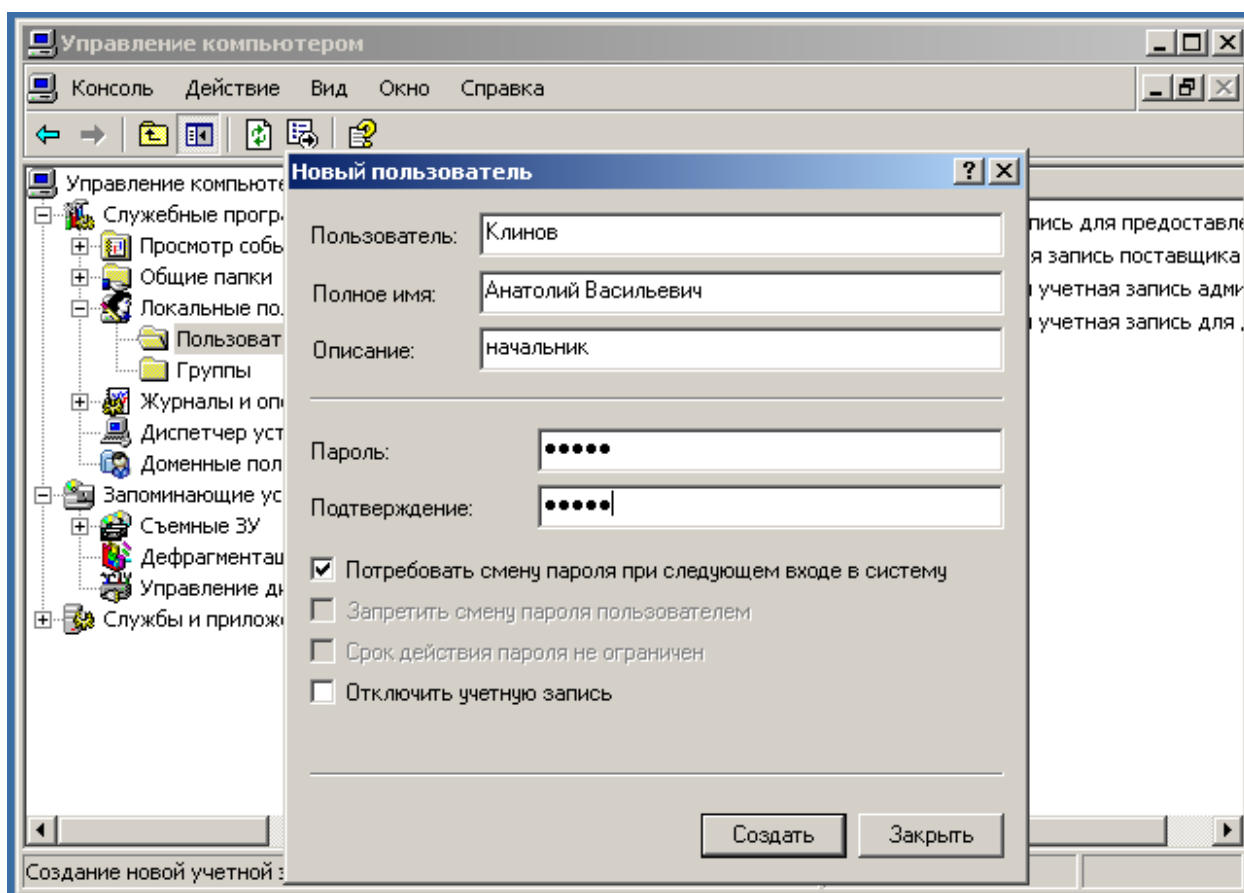 Управление компьютером
Консоль Действие Вид Окно Справка
Управление компьюте
Служебные програ
Просмотр собы
Общие папки
Локальные по.
Пользоват
Группы
Журналы и опо
Диспетчер уст
Доменные пол
Запоминающие ус
Съемные ЗУ
Дефрагментац
Управление ди
Службы и прилож
пись для предоставле
я запись поставщика
учетная запись адми
учетная запись для
Новый пользователь
Пользователь: Клинов
Полное имя: Анатолий Васильевич
Описание: начальник
Пароль: •••••
Подтверждение: •••••
Потребовать смену пароля при следующем входе в систему
Запретить смену пароля пользователем
Срок действия пароля не ограничен
Отключить учетную запись
Создать Закрыть
Создание новой учетной з